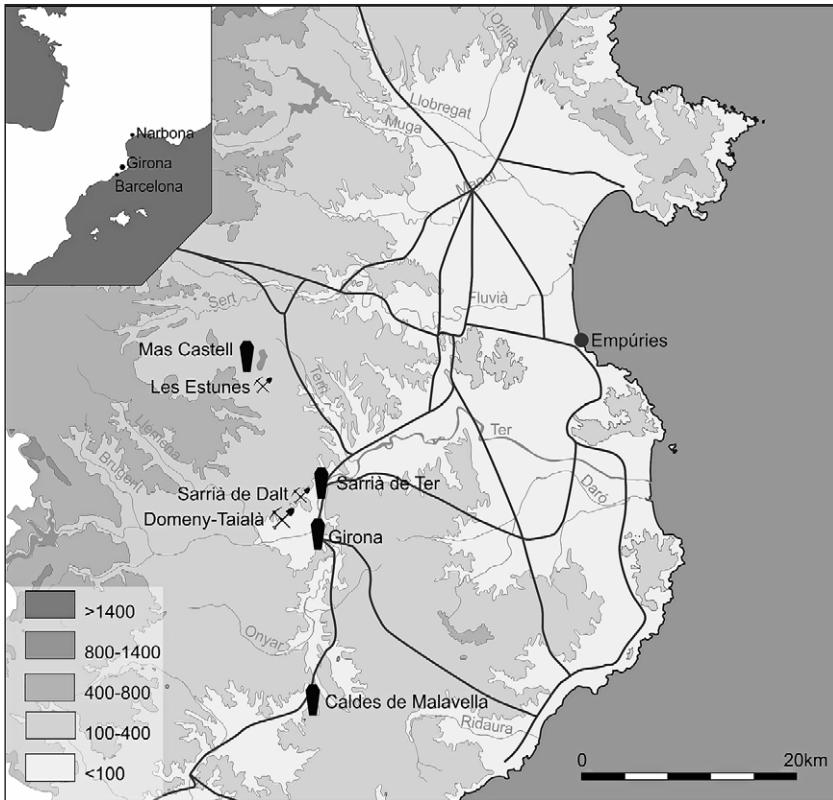 Narbona
Girona
Barcelona
Orlina
Llobregat
Muga
Manol
Sert
Fluvià
Empúries
Mas Castell
Les Estunes
Terri
Llemena
Brugent
Ter
Sarrià de Dalt
Sarrià de Ter
Daró
Domeny-Taialà
Girona
Onyar
Caldes de Malavella
Ridaura
>1400
800-1400
400-800
100-400
<100
0
20km